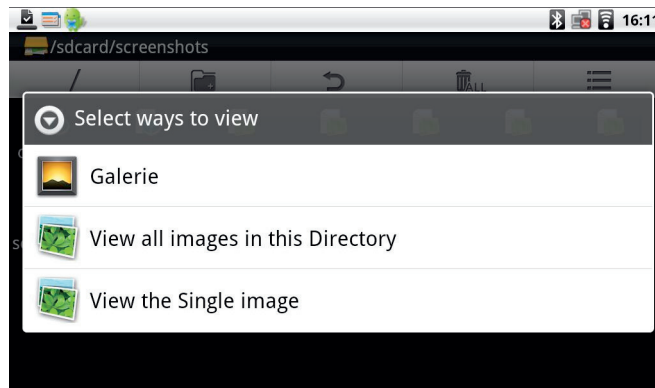 16:11
/sdcard/screenshots
/
ALL
Select ways to view
Galerie
View all images in this Directory
View the Single image